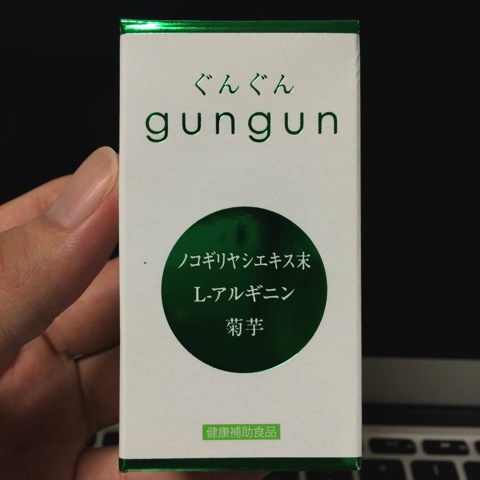 ぐんぐん
gungun
ノコギリヤシエキス末
L-アルギニン
菊芋
健康補助食品